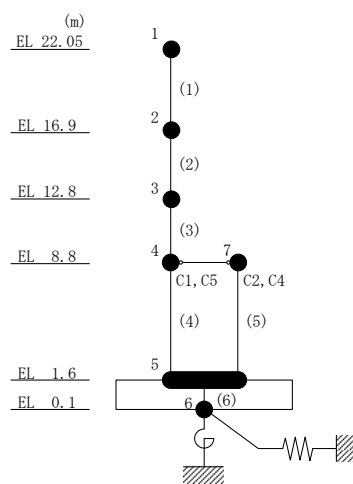 (m)
1
EL 22.05
(1)
2
EL 16.9
(2)
3
EL 12.8
(3)
4
7
EL 8.8
C1, C5
C2, C4
(4)
(5)
5
EL 1.6
(6)
6
EL 0.1